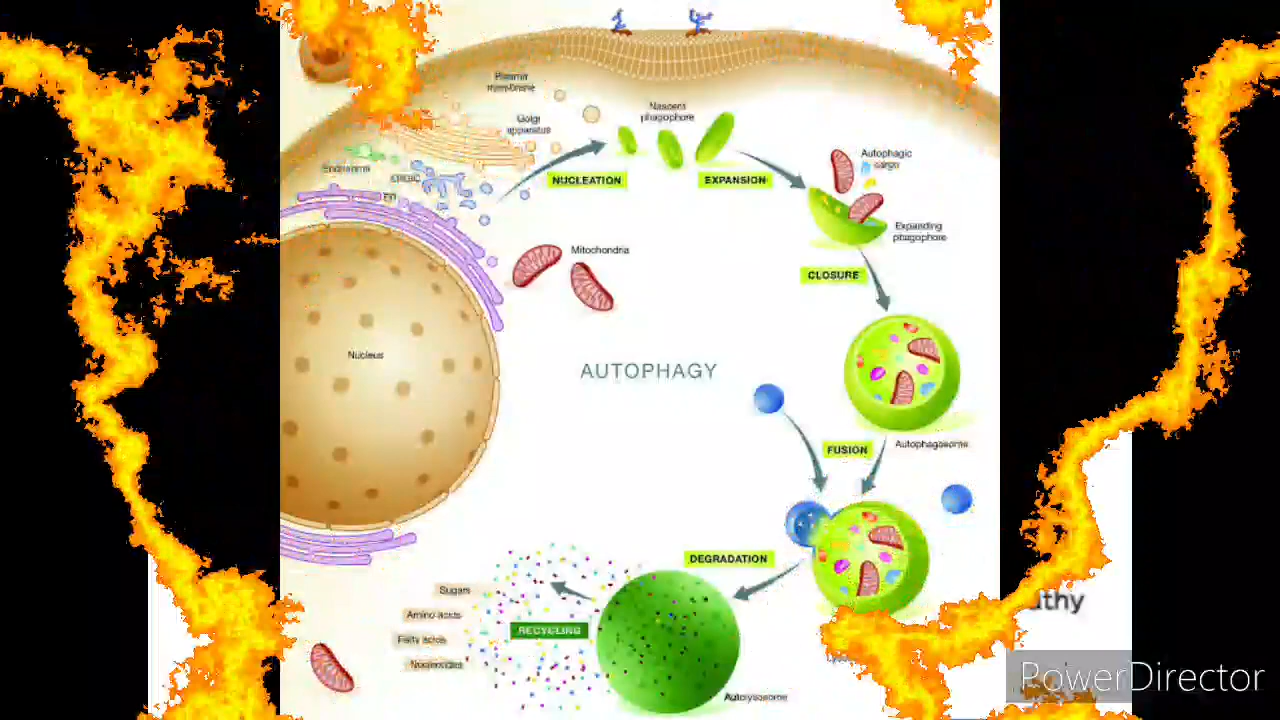 Plasma
membrane
Golgi
apparatus
Nascent
phagophore
Endosome
ERGIC
ER
NUCLEATION
EXPANSION
Autophagic
cargo
Expanding
phagophore
Mitochondria
CLOSURE
Nucleus
AUTOPHAGY
FUSION
Autophagosome
DEGRADATION
Sugars
Amino acids
Fatty acids
Nucleosides
RECYCLING
Autolysosome
PowerDirector